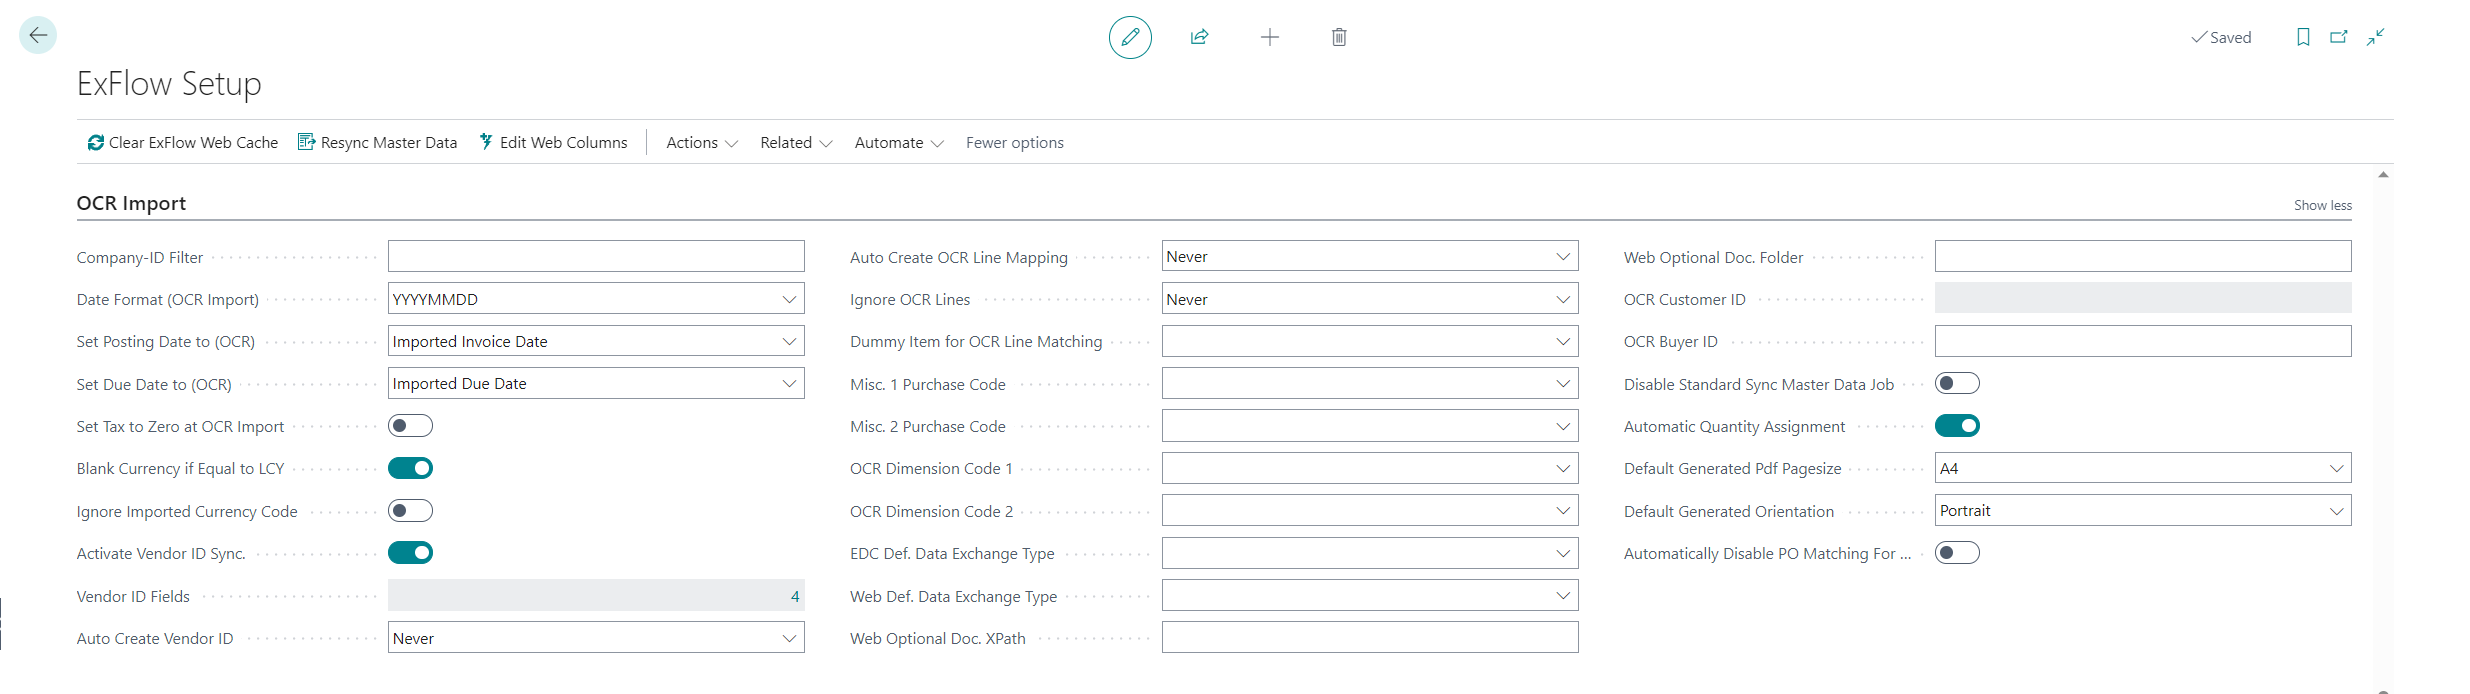 Saved
ExFlow Setup
Clear ExFlow Web Cache Resync Master Data Edit Web Columns Actions Related Automate Fewer options
OCR Import
Show less
Company-ID Filter
Date Format (OCR Import) YYYYMMDD
Set Posting Date to (OCR) Imported Invoice Date
Set Due Date to (OCR) Imported Due Date
Set Tax to Zero at OCR Import
Blank Currency if Equal to LCY
Ignore Imported Currency Code
Activate Vendor ID Sync.
Vendor ID Fields 4
Auto Create Vendor ID Never
Auto Create OCR Line Mapping Never
Ignore OCR Lines Never
Dummy Item for OCR Line Matching
Misc. 1 Purchase Code
Misc. 2 Purchase Code
OCR Dimension Code 1
OCR Dimension Code 2
EDC Def. Data Exchange Type
Web Def. Data Exchange Type
Web Optional Doc. XPath
Web Optional Doc. Folder
OCR Customer ID
OCR Buyer ID
Disable Standard Sync Master Data Job
Automatic Quantity Assignment
Default Generated Pdf Pagesize A4
Default Generated Orientation Portrait
Automatically Disable PO Matching For ...